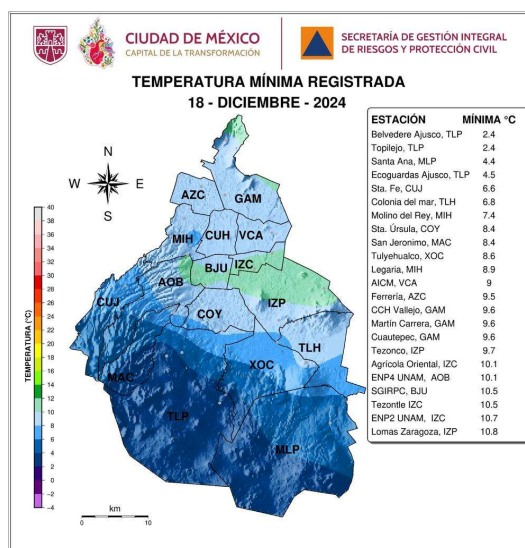 CIUDAD DE MÉXICO
CAPITAL DE LA TRANSFORMACIÓN
SECRETARÍA DE GESTIÓN INTEGRAL
DE RIESGOS Y PROTECCIÓN CIVIL
TEMPERATURA MÍNIMA REGISTRADA
18 - DICIEMBRE - 2024
ESTACIÓN MÍNIMA °C
Belvedere Ajusco, TLP 2.4
Topilejo, TLP 2.4
Santa Ana, MLP 4.4
Ecoguardas Ajusco, TLP 4.5
Sta. Fe, CUJ 6.6
Colonia del mar, TLH 6.8
Molino del Rey, MIH 7.4
Sta. Úrsula, COY 8.4
San Jeronimo, MAC 8.4
Tulyehualco, XOC 8.6
Legaria, MIH 8.9
AICM, VCA 9
Ferrería, AZC 9.5
CCH Vallejo, GAM 9.6
Martín Carrera, GAM 9.6
Cuautepec, GAM 9.6
Tezonco, IZP 9.7
Agrícola Oriental, IZC 10.1
ENP4 UNAM, AOB 10.1
SGIRPC, BJU 10.5
Tezontle IZC 10.5
ENP2 UNAM, IZC 10.7
Lomas Zaragoza, IZP 10.8
N
W E
S
AZC
GAM
MIH
CUH
VCA
BJU
IZC
AOB
CUJ
COY
IZP
TLH
MAC
XOC
TLP
MLP
TEMPERATURA (°C)
40
38
36
34
32
30
28
26
24
22
20
18
16
14
12
10
8
6
4
2
0
−2
−4
km
0 10